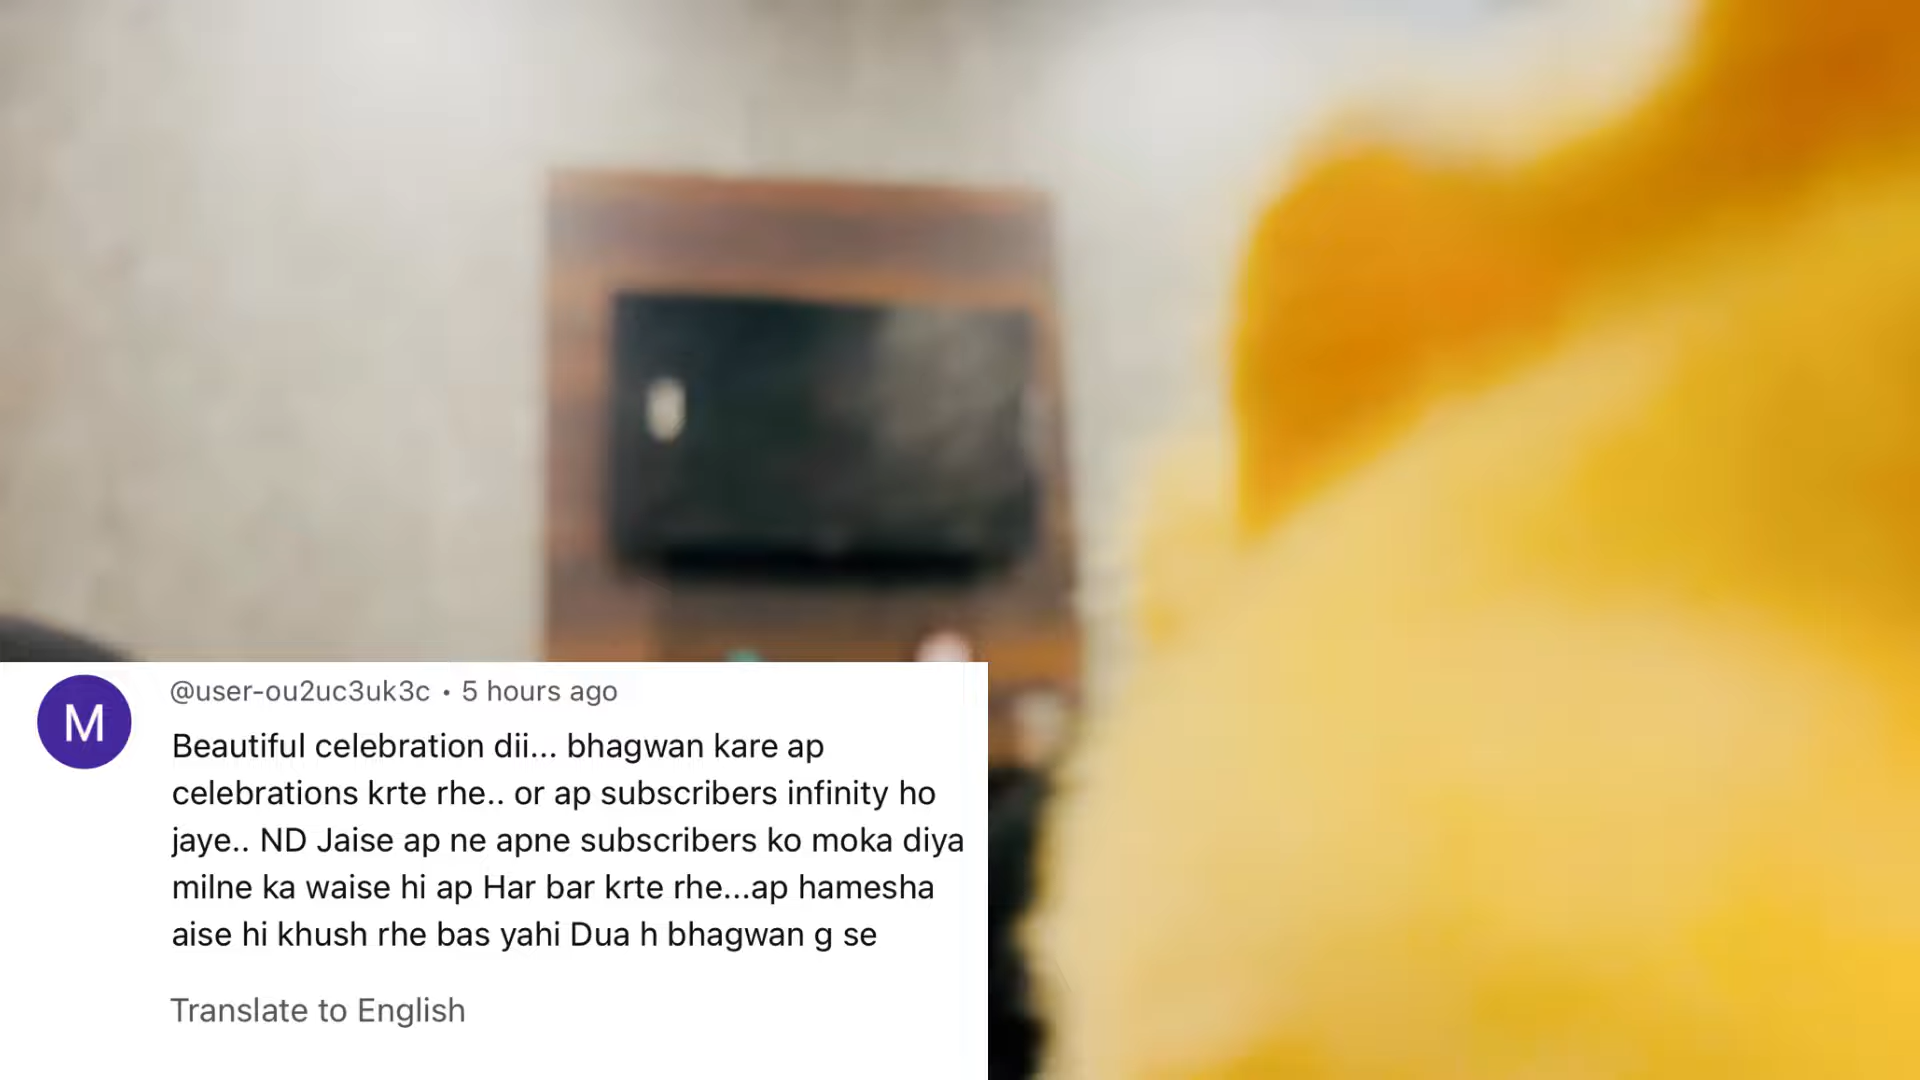 M
@user-ou2uc3uk3c • 5 hours ago
Beautiful celebration dii... bhagwan kare ap
celebrations krte rhe.. or ap subscribers infinity ho
jaye.. ND Jaise ap ne apne subscribers ko moka diya
milne ka waise hi ap Har bar krte rhe...ap hamesha
aise hi khush rhe bas yahi Dua h bhagwan g se
Translate to English